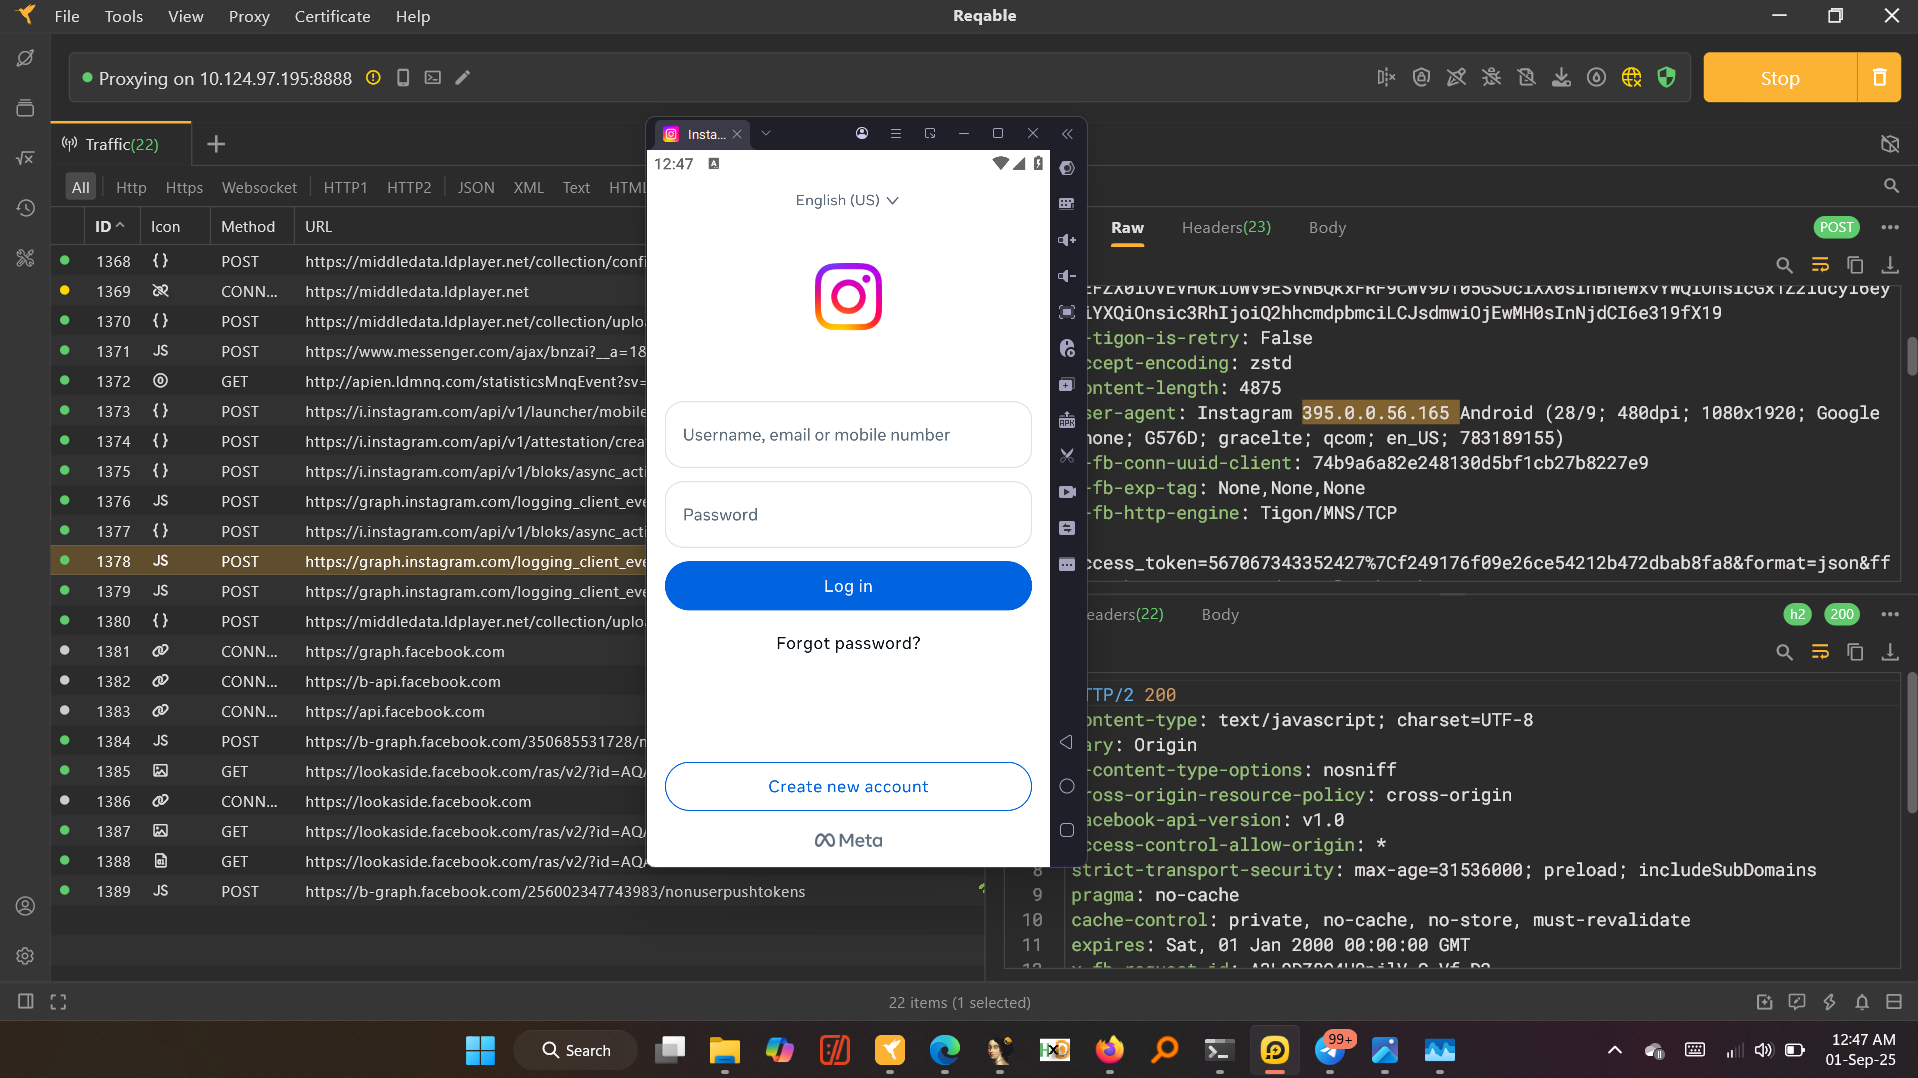 File Tools View Proxy Certificate Help
Reqable
Proxying on 10.124.97.195:8888
Stop
Traffic(22)
All Http Https Websocket HTTP1 HTTP2 JSON XML Text HTML
ID Icon Method URL
1368 { } POST https://middledata.ldplayer.net/collection/confi
1369 CONN... https://middledata.ldplayer.net
1370 { } POST https://middledata.ldplayer.net/collection/uploa
1371 JS POST https://www.messenger.com/ajax/bnzai?__a=18
1372 GET http://apien.ldmnq.com/statisticsMnqEvent?sv=
1373 { } POST https://i.instagram.com/api/v1/launcher/mobile
1374 { } POST https://i.instagram.com/api/v1/attestation/crea
1375 { } POST https://i.instagram.com/api/v1/bloks/async_acti
1376 JS POST https://graph.instagram.com/logging_client_eve
1377 { } POST https://i.instagram.com/api/v1/bloks/async_acti
1378 JS POST https://graph.instagram.com/logging_client_eve
1379 JS POST https://graph.instagram.com/logging_client_eve
1380 { } POST https://middledata.ldplayer.net/collection/uploa
1381 CONN... https://graph.facebook.com
1382 CONN... https://b-api.facebook.com
1383 CONN... https://api.facebook.com
1384 JS POST https://b-graph.facebook.com/350685531728/n
1385 GET https://lookaside.facebook.com/ras/v2/?id=AQA
1386 CONN... https://lookaside.facebook.com
1387 GET https://lookaside.facebook.com/ras/v2/?id=AQA
1388 GET https://lookaside.facebook.com/ras/v2/?id=AQA
1389 JS POST https://b-graph.facebook.com/256002347743983/nonuserpushtokens
Insta...
12:47 A
English (US)
Username, email or mobile number
Password
Log in
Forgot password?
Create new account
Meta
APK
Raw Headers(23) Body POST
iYXQiOnsic3RhIjoiQ2hhcmdpbmciLCJsdmwiOjEwMH0sInNjdCI6e319fX19
-tigon-is-retry: False
ccept-encoding: zstd
ontent-length: 4875
ser-agent: Instagram 395.0.0.56.165 Android (28/9; 480dpi; 1080x1920; Google
hone; G576D; gracelte; qcom; en_US; 783189155)
-fb-conn-uuid-client: 74b9a6a82e248130d5bf1cb27b8227e9
-fb-exp-tag: None,None,None
-fb-http-engine: Tigon/MNS/TCP
ccess_token=567067343352427%7Cf249176f09e26ce54212b472dbab8fa8&format=json&ff
eaders(22) Body h2 200
TTP/2 200
ontent-type: text/javascript; charset=UTF-8
ary: Origin
-content-type-options: nosniff
ross-origin-resource-policy: cross-origin
acebook-api-version: v1.0
ccess-control-allow-origin: *
8 strict-transport-security: max-age=31536000; preload; includeSubDomains
9 pragma: no-cache
10 cache-control: private, no-cache, no-store, must-revalidate
11 expires: Sat, 01 Jan 2000 00:00:00 GMT
22 items (1 selected)
Search
99+
12:47 AM
01-Sep-25